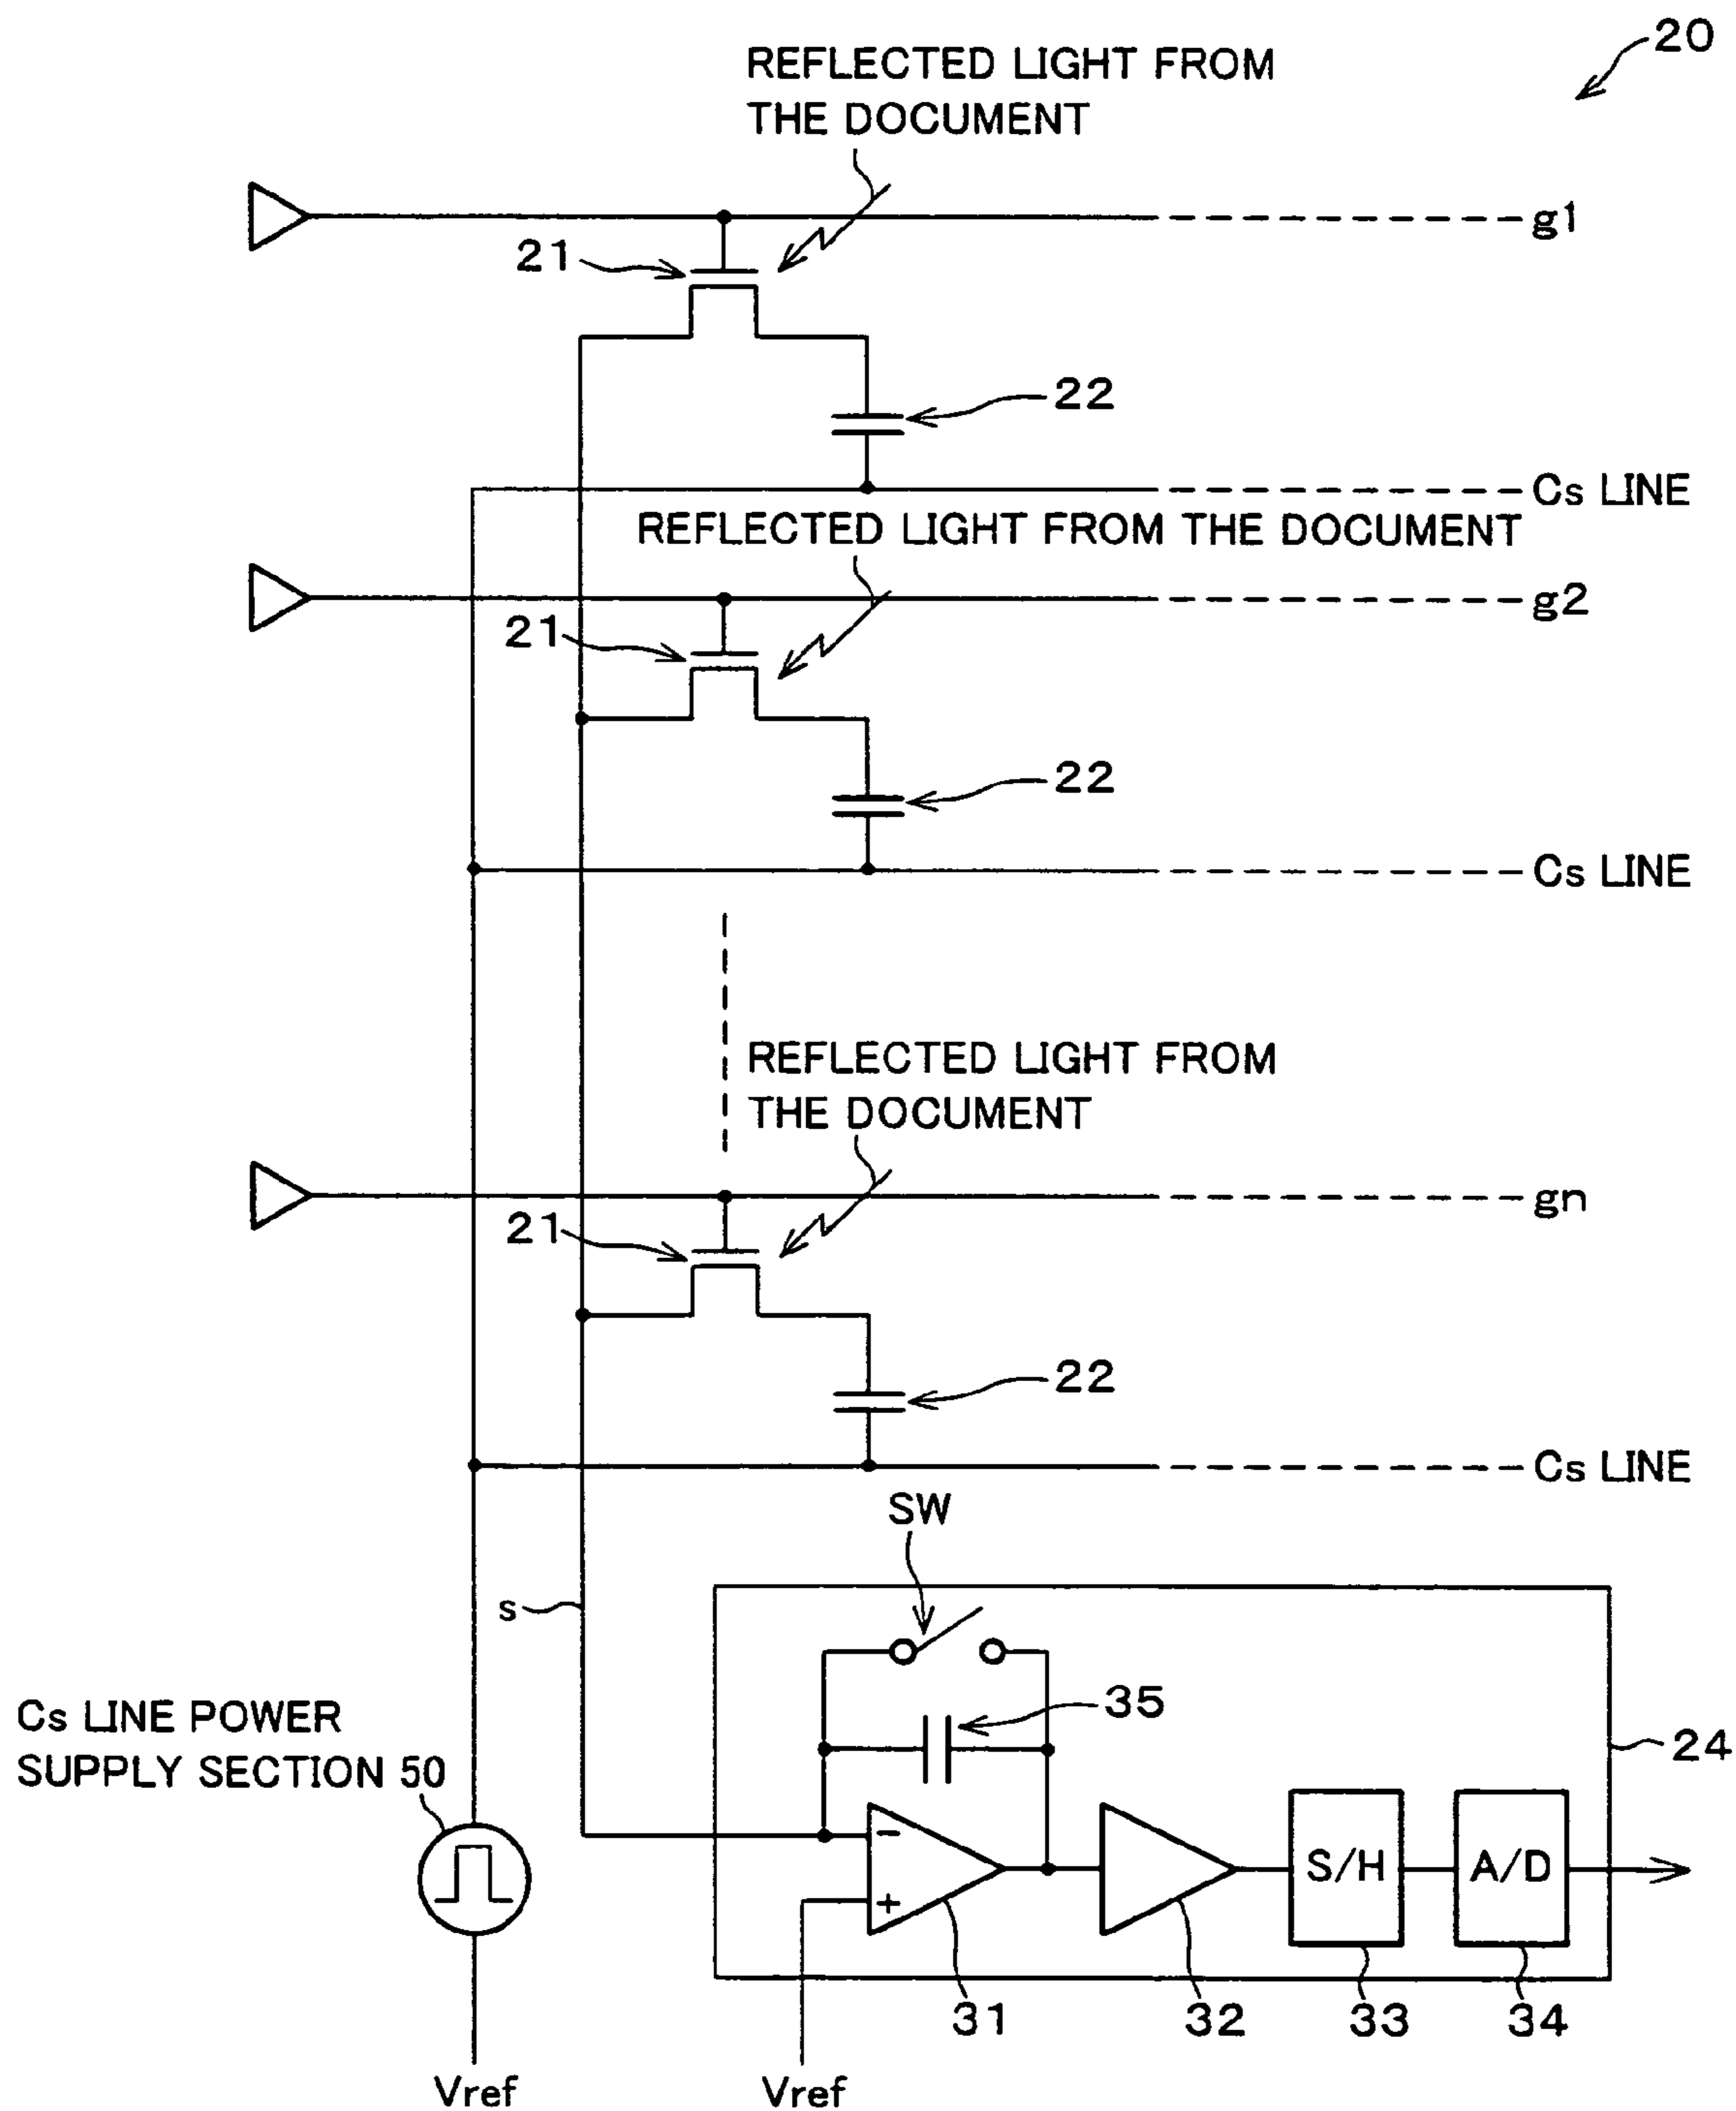 20
REFLECTED LIGHT FROM
THE DOCUMENT
g1
21
22
Cs LINE
REFLECTED LIGHT FROM THE DOCUMENT
g2
21
22
Cs LINE
REFLECTED LIGHT FROM
THE DOCUMENT
gn
21
22
Cs LINE
SW
s
35
Cs LINE POWER
SUPPLY SECTION 50
24
−
+
S/H
A/D
31
32
33
34
Vref
Vref